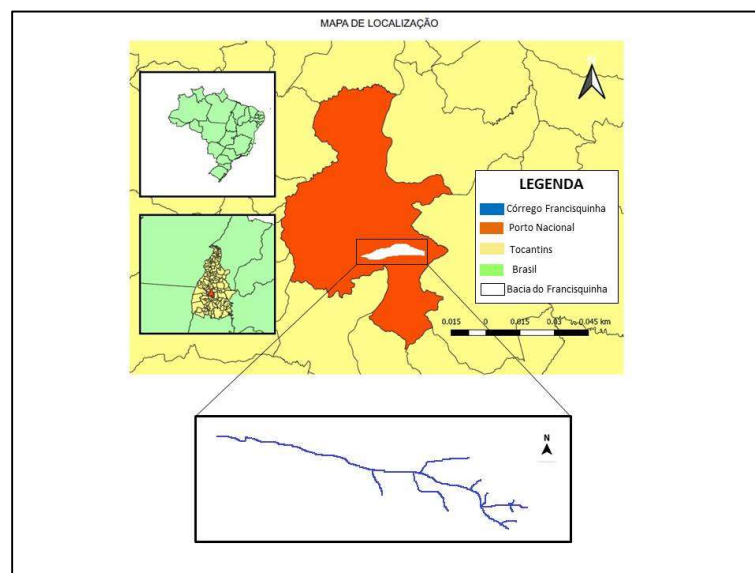 MAPA DE LOCALIZAÇÃO
LEGENDA
Córrego Francisquinha
Porto Nacional
Tocantins
Brasil
Bacia do Francisquinha
0.015 0 0.015 0.03 0.045 km
N